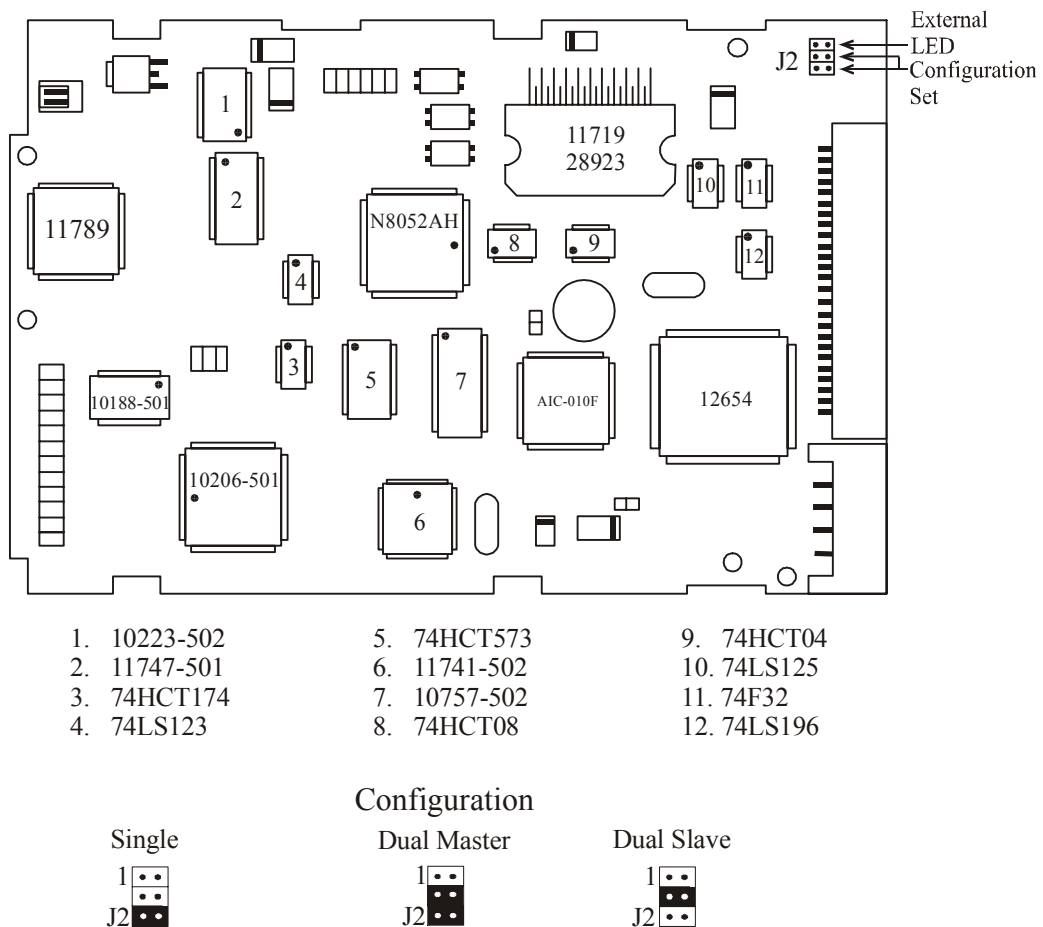 External
LED
J2
Configuration
Set
1
11719
28923
2
10
11
N8052AH
11789
8
9
12
4
3
5
7
10188-501
AIC-010F
12654
10206-501
6
1. 10223-502
2. 11747-501
3. 74HCT174
4. 74LS123
5. 74HCT573
6. 11741-502
7. 10757-502
8. 74HCT08
9. 74HCT04
10. 74LS125
11. 74F32
12. 74LS196
Configuration
Single
1
J2
Dual Master
1
J2
Dual Slave
1
J2